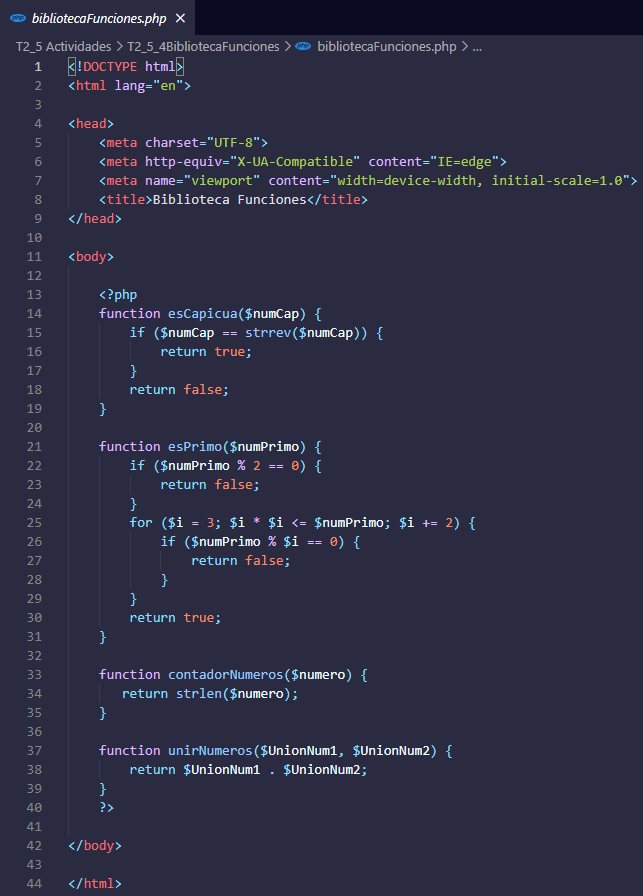 bibliotecaFunciones.php
T2_5 Actividades > T2_5_4BibliotecaFunciones > bibliotecaFunciones.php > ...
1 <!DOCTYPE html>
2 <html lang="en">
3
4 <head>
5     <meta charset="UTF-8">
6     <meta http-equiv="X-UA-Compatible" content="IE=edge">
7     <meta name="viewport" content="width=device-width, initial-scale=1.0">
8     <title>Biblioteca Funciones</title>
9 </head>
10
11 <body>
12
13     <?php
14     function esCapicua($numCap) {
15         if ($numCap == strrev($numCap)) {
16             return true;
17         }
18         return false;
19     }
20
21     function esPrimo($numPrimo) {
22         if ($numPrimo % 2 == 0) {
23             return false;
24         }
25         for ($i = 3; $i * $i <= $numPrimo; $i += 2) {
26             if ($numPrimo % $i == 0) {
27                 return false;
28             }
29         }
30         return true;
31     }
32
33     function contadorNumeros($numero) {
34        return strlen($numero);
35     }
36
37     function unirNumeros($UnionNum1, $UnionNum2) {
38         return $UnionNum1 . $UnionNum2;
39     }
40     ?>
41
42 </body>
43
44 </html>